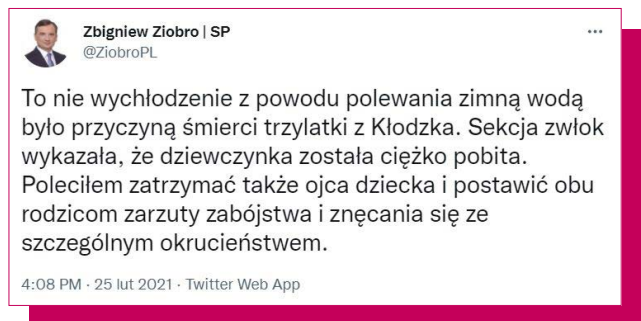 Zbigniew Ziobro | SP
@ZiobroPL
To nie wychłodzenie z powodu polewania zimną wodą
było przyczyną śmierci trzylatki z Kłodzka. Sekcja zwłok
wykazała, że dziewczynka została ciężko pobita.
Poleciłem zatrzymać także ojca dziecka i postawić obu
rodzicom zarzuty zabójstwa i znęcania się ze
szczególnym okrucieństwem.
4:08 PM · 25 lut 2021 · Twitter Web App